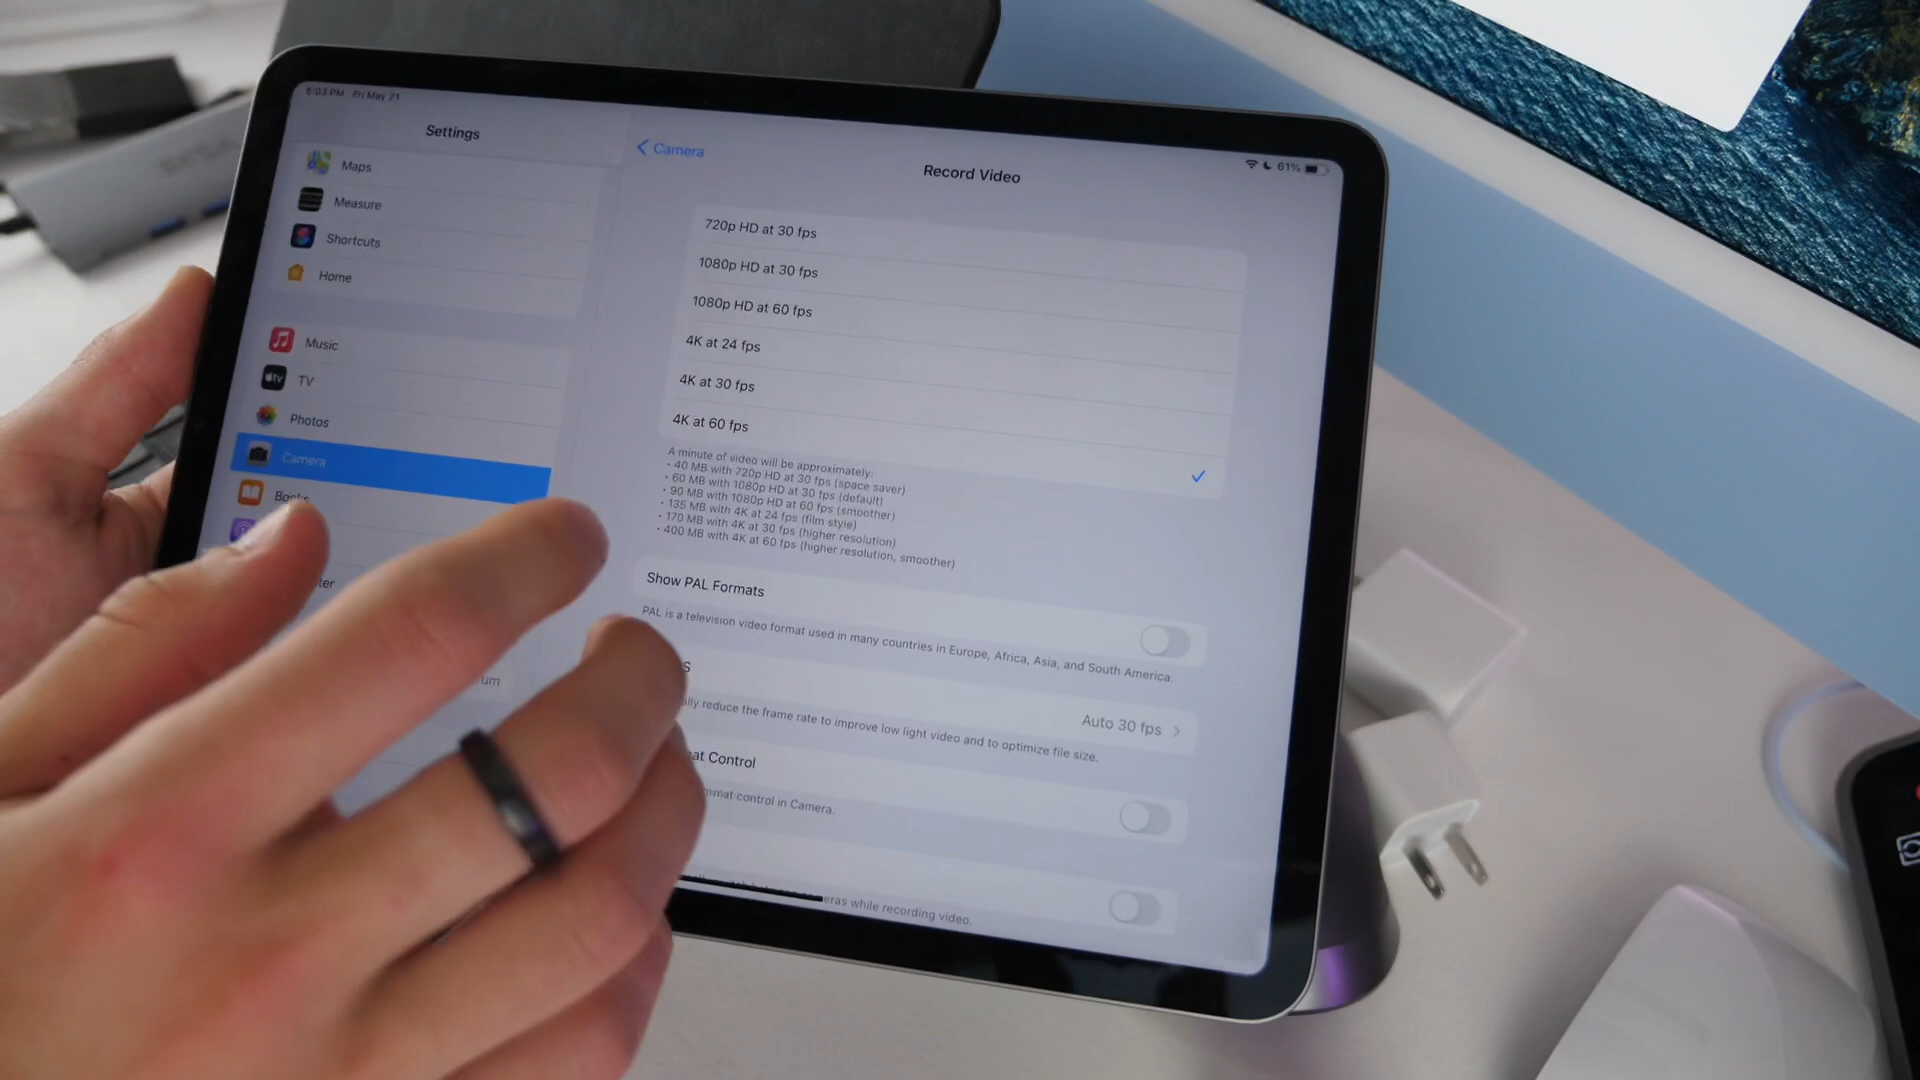 6:03 PM Fri May 21
61%
Settings
Maps
Measure
Shortcuts
Home
Music
TV
Photos
Camera
Books
ter
um
Camera
Record Video
720p HD at 30 fps
1080p HD at 30 fps
1080p HD at 60 fps
4K at 24 fps
4K at 30 fps
4K at 60 fps
A minute of video will be approximately:
• 40 MB with 720p HD at 30 fps (space saver)
• 60 MB with 1080p HD at 30 fps (default)
• 90 MB with 1080p HD at 60 fps (smoother)
• 135 MB with 4K at 24 fps (film style)
• 170 MB with 4K at 30 fps (higher resolution)
• 400 MB with 4K at 60 fps (higher resolution, smoother)
Show PAL Formats
PAL is a television video format used in many countries in Europe, Africa, Asia, and South America.
S
Auto 30 fps
ally reduce the frame rate to improve low light video and to optimize file size.
at Control
rmat control in Camera.
eras while recording video.